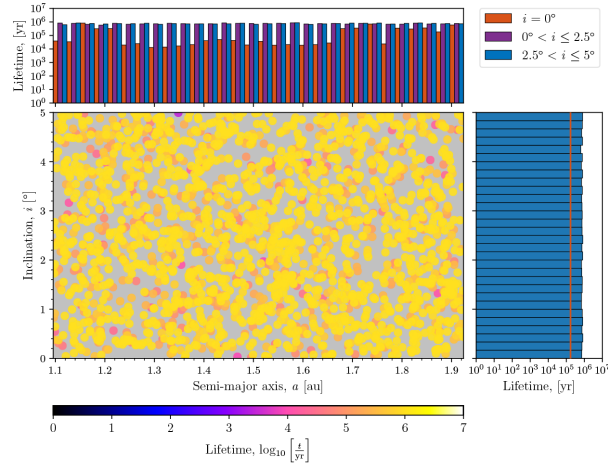 10^7
10^6
10^5
10^4
10^3
10^2
10^1
10^0
Lifetime, [yr]
i = 0°
0° < i ≤ 2.5°
2.5° < i ≤ 5°
5
4
3
2
1
0
Inclination, i [°]
1.1 1.2 1.3 1.4 1.5 1.6 1.7 1.8 1.9
Semi-major axis, a [au]
10^0 10^1 10^2 10^3 10^4 10^5 10^6 10^7
Lifetime, [yr]
0 1 2 3 4 5 6 7
Lifetime, log_10 [t/yr]